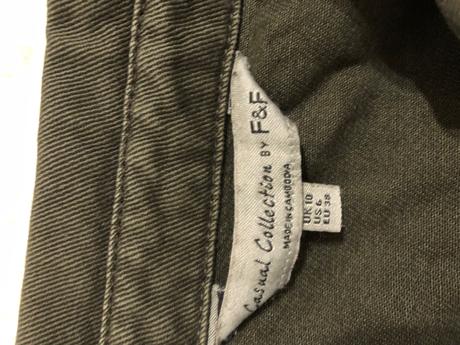 Casual Collection BY F&F
MADE IN CAMBODIA
UK 10
US 6
EU 38